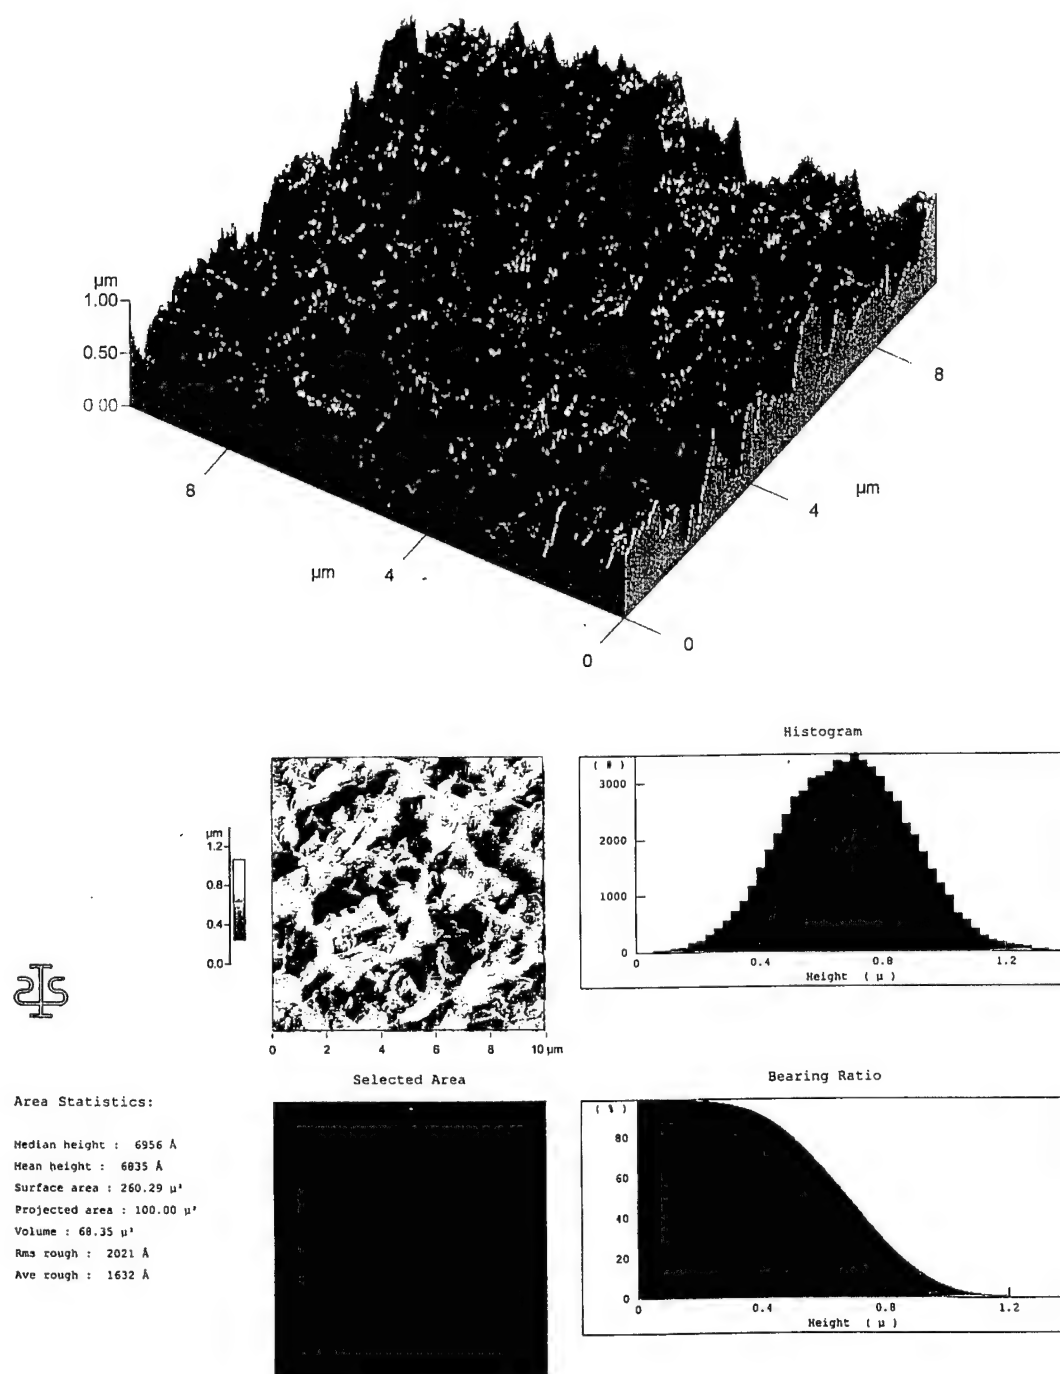 µm
1.00
0.50
0.00
8
µm 4
0
0
4
µm
8
Histogram
( # )
3000
2000
1000
0
0.4 0.8 1.2
Height ( µ )
µm
1.2
0.8
0.4
0.0
0 2 4 6 8 10 µm
Selected Area
Bearing Ratio
( % )
80
60
40
20
0
0 0.4 0.8 1.2
Height ( µ )
Area Statistics:
Median height : 6956 Å
Mean height : 6835 Å
Surface area : 260.29 µ²
Projected area : 100.00 µ²
Volume : 68.35 µ³
Rms rough : 2021 Å
Ave rough : 1632 Å